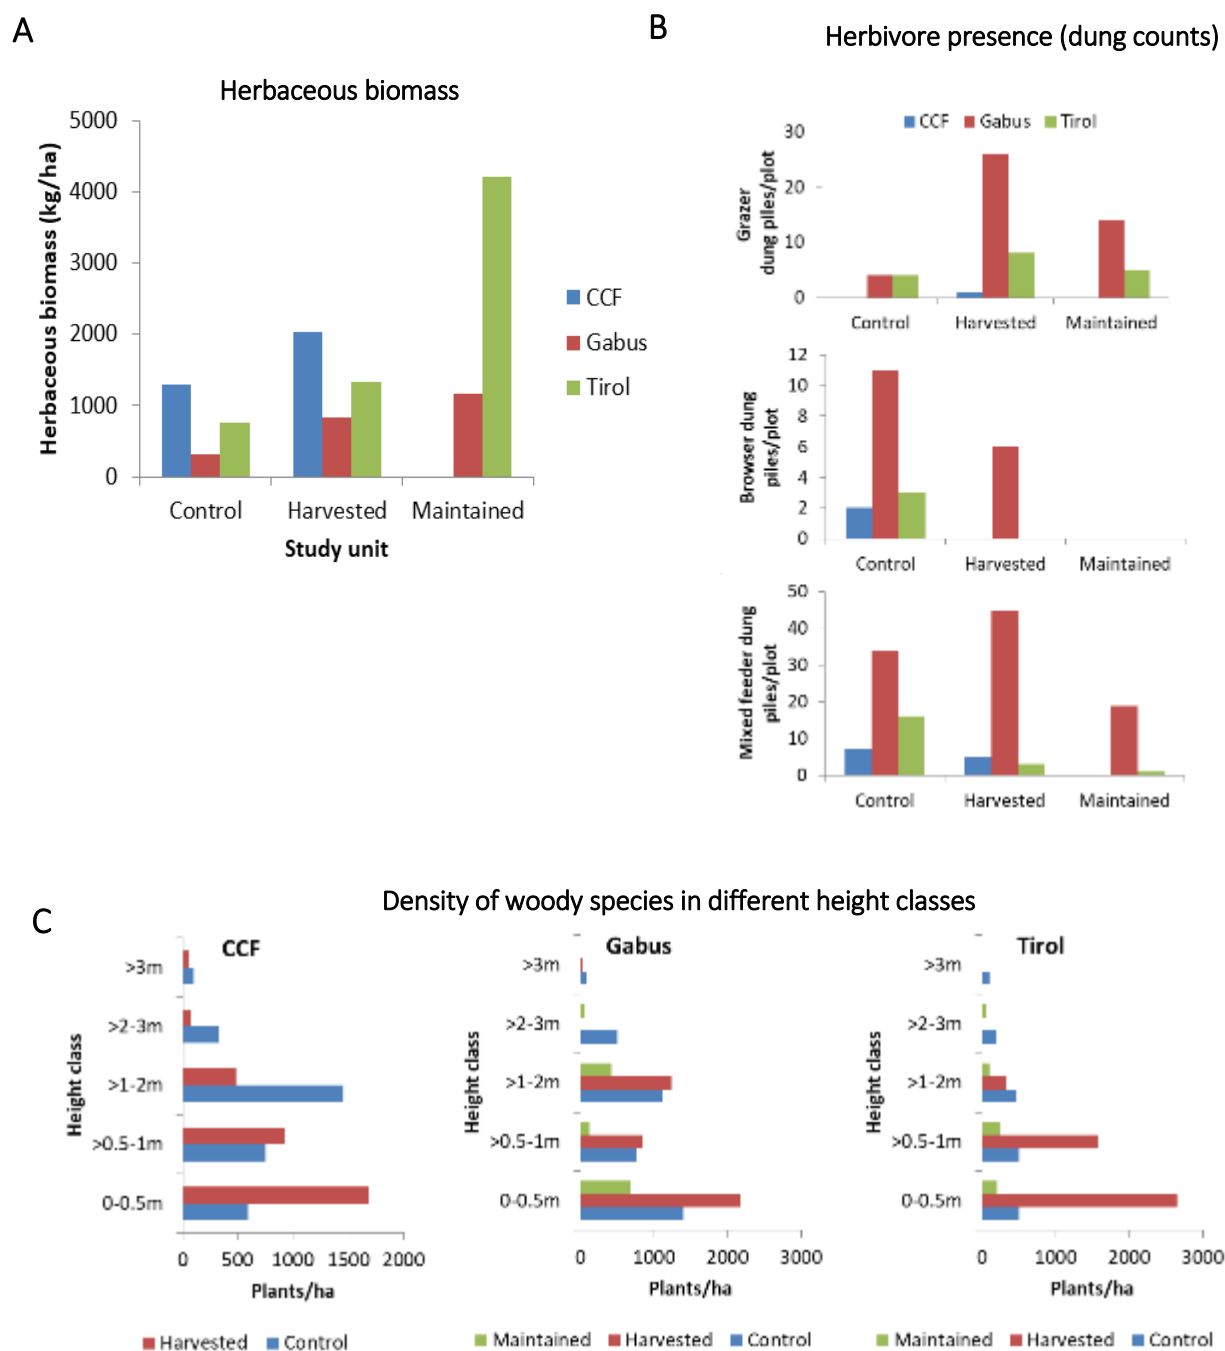 A
Herbaceous biomass
Herbaceous biomass (kg/ha)
5000
4000
3000
2000
1000
0
Control Harvested Maintained
Study unit
CCF
Gabus
Tirol
B
Herbivore presence (dung counts)
CCF Gabus Tirol
Grazer
dung piles/plot
30
20
10
0
Control Harvested Maintained
Browser dung
piles/plot
12
10
8
6
4
2
0
Control Harvested Maintained
Mixed feeder dung
piles/plot
50
40
30
20
10
0
Control Harvested Maintained
C
Density of woody species in different height classes
CCF
Height class
>3m
>2-3m
>1-2m
>0.5-1m
0-0.5m
0 500 1000 1500 2000
Plants/ha
Harvested Control
Gabus
Height class
>3m
>2-3m
>1-2m
>0.5-1m
0-0.5m
0 1000 2000 3000
Plants/ha
Maintained Harvested Control
Tirol
Height class
>3m
>2-3m
>1-2m
>0.5-1m
0-0.5m
0 1000 2000 3000
Plants/ha
Maintained Harvested Control